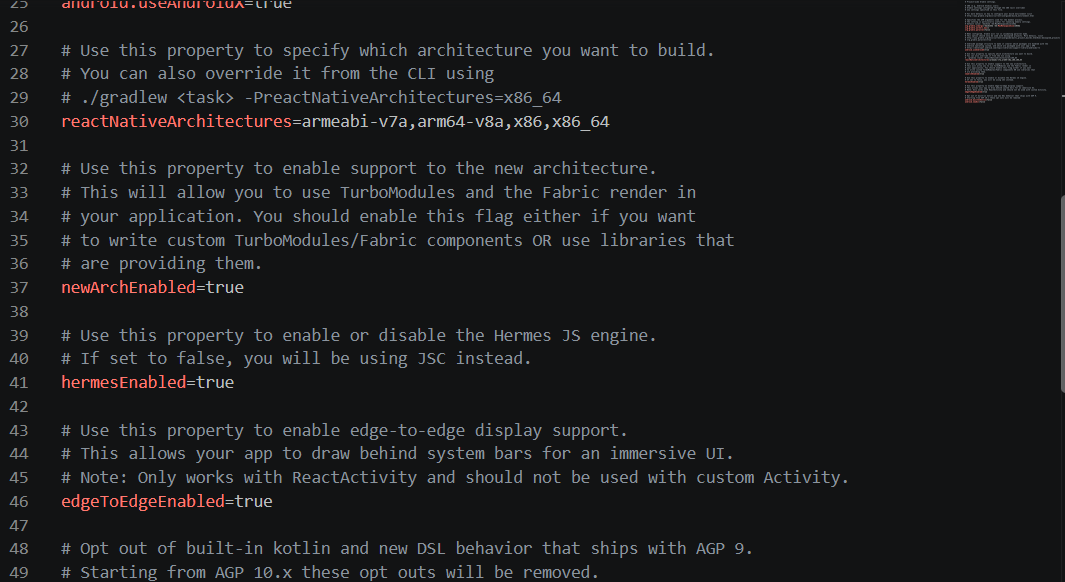 25 android.useAndroidX=true
26
27 # Use this property to specify which architecture you want to build.
28 # You can also override it from the CLI using
29 # ./gradlew <task> -PreactNativeArchitectures=x86_64
30 reactNativeArchitectures=armeabi-v7a,arm64-v8a,x86,x86_64
31
32 # Use this property to enable support to the new architecture.
33 # This will allow you to use TurboModules and the Fabric render in
34 # your application. You should enable this flag either if you want
35 # to write custom TurboModules/Fabric components OR use libraries that
36 # are providing them.
37 newArchEnabled=true
38
39 # Use this property to enable or disable the Hermes JS engine.
40 # If set to false, you will be using JSC instead.
41 hermesEnabled=true
42
43 # Use this property to enable edge-to-edge display support.
44 # This allows your app to draw behind system bars for an immersive UI.
45 # Note: Only works with ReactActivity and should not be used with custom Activity.
46 edgeToEdgeEnabled=true
47
48 # Opt out of built-in kotlin and new DSL behavior that ships with AGP 9.
49 # Starting from AGP 10.x these opt outs will be removed.